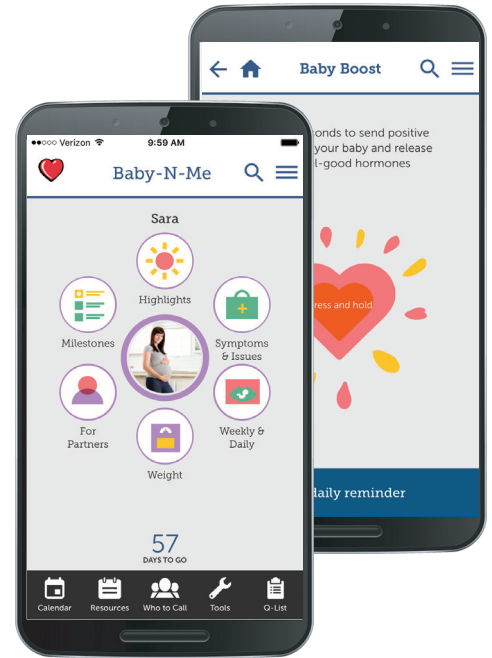 Baby Boost
onds to send positive
your baby and release
l-good hormones
ress and hold
daily reminder
Verizon
9:59 AM
Baby-N-Me
Sara
Highlights
Milestones
Symptoms
& Issues
For
Partners
Weekly &
Daily
Weight
57
DAYS TO GO
Calendar
Resources
Who to Call
Tools
Q-List